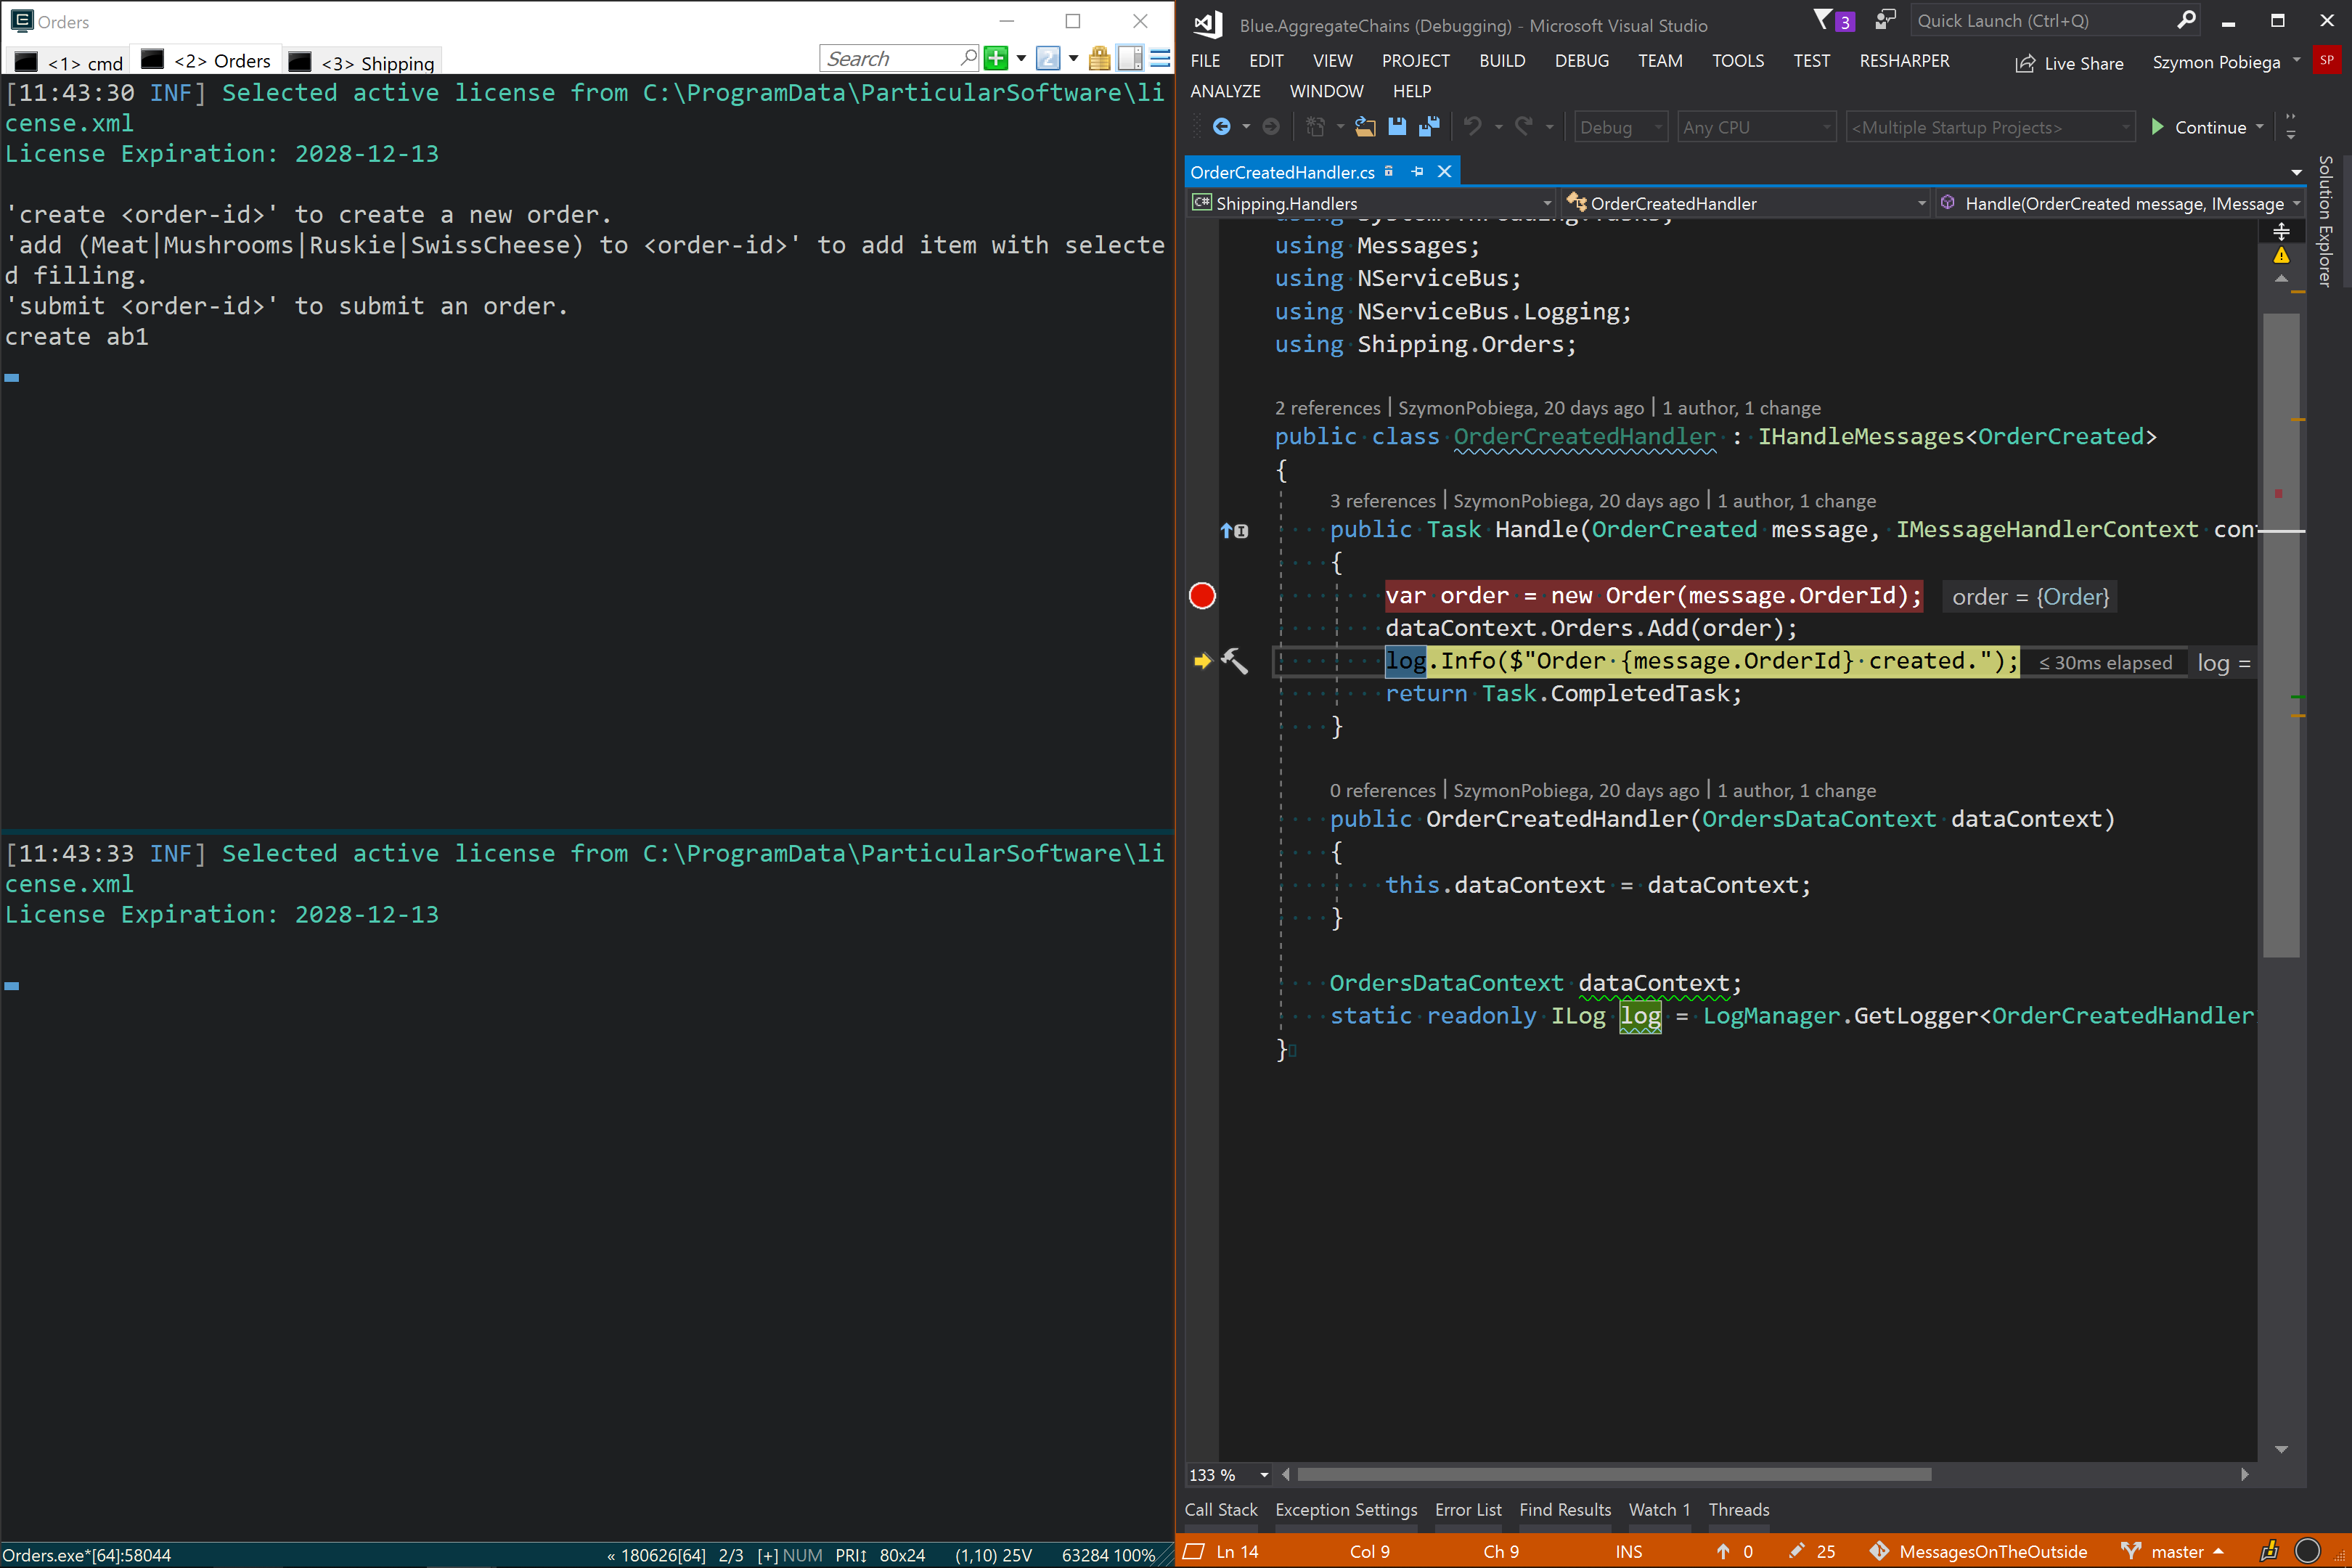 Orders
<1> cmd
<2> Orders
<3> Shipping
Search
[11:43:30 INF] Selected active license from C:\ProgramData\ParticularSoftware\li
cense.xml
License Expiration: 2028-12-13
'create <order-id>' to create a new order.
'add (Meat|Mushrooms|Ruskie|SwissCheese) to <order-id>' to add item with selecte
d filling.
'submit <order-id>' to submit an order.
create ab1
[11:43:33 INF] Selected active license from C:\ProgramData\ParticularSoftware\li
cense.xml
License Expiration: 2028-12-13
Orders.exe*[64]:58044 « 180626[64] 2/3 [+] NUM PRI↕ 80x24 (1,10) 25V 63284 100%
Blue.AggregateChains (Debugging) - Microsoft Visual Studio
3
Quick Launch (Ctrl+Q)
FILE EDIT VIEW PROJECT BUILD DEBUG TEAM TOOLS TEST RESHARPER
Live Share Szymon Pobiega SP
ANALYZE WINDOW HELP
Debug Any CPU <Multiple Startup Projects> Continue
OrderCreatedHandler.cs
Solution Explorer
Shipping.Handlers OrderCreatedHandler Handle(OrderCreated message, IMessage
using Messages;
using NServiceBus;
using NServiceBus.Logging;
using Shipping.Orders;
2 references | SzymonPobiega, 20 days ago | 1 author, 1 change
public class OrderCreatedHandler : IHandleMessages<OrderCreated>
{
3 references | SzymonPobiega, 20 days ago | 1 author, 1 change
public Task Handle(OrderCreated message, IMessageHandlerContext con
{
var order = new Order(message.OrderId); order = {Order}
dataContext.Orders.Add(order);
log.Info($"Order {message.OrderId} created."); ≤ 30ms elapsed log =
return Task.CompletedTask;
}
0 references | SzymonPobiega, 20 days ago | 1 author, 1 change
public OrderCreatedHandler(OrdersDataContext dataContext)
{
this.dataContext = dataContext;
}
OrdersDataContext dataContext;
static readonly ILog log = LogManager.GetLogger<OrderCreatedHandler
}
133 %
Call Stack Exception Settings Error List Find Results Watch 1 Threads
Ln 14 Col 9 Ch 9 INS 0 25 MessagesOnTheOutside master